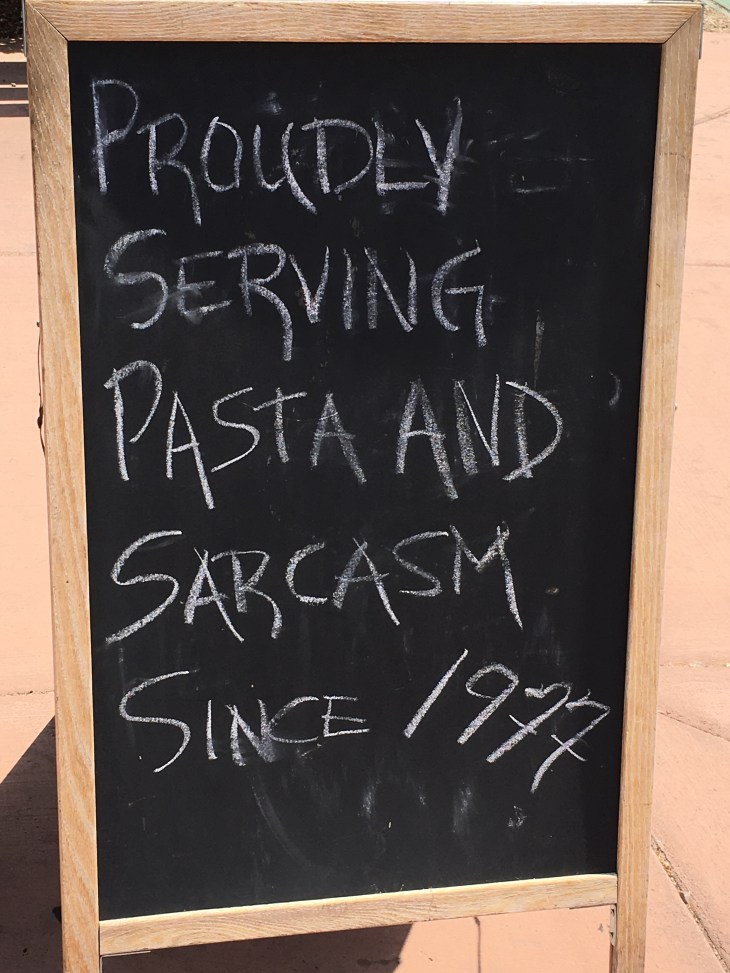 PROUDLY
SERVING
PASTA AND
SARCASM
SINCE 1977